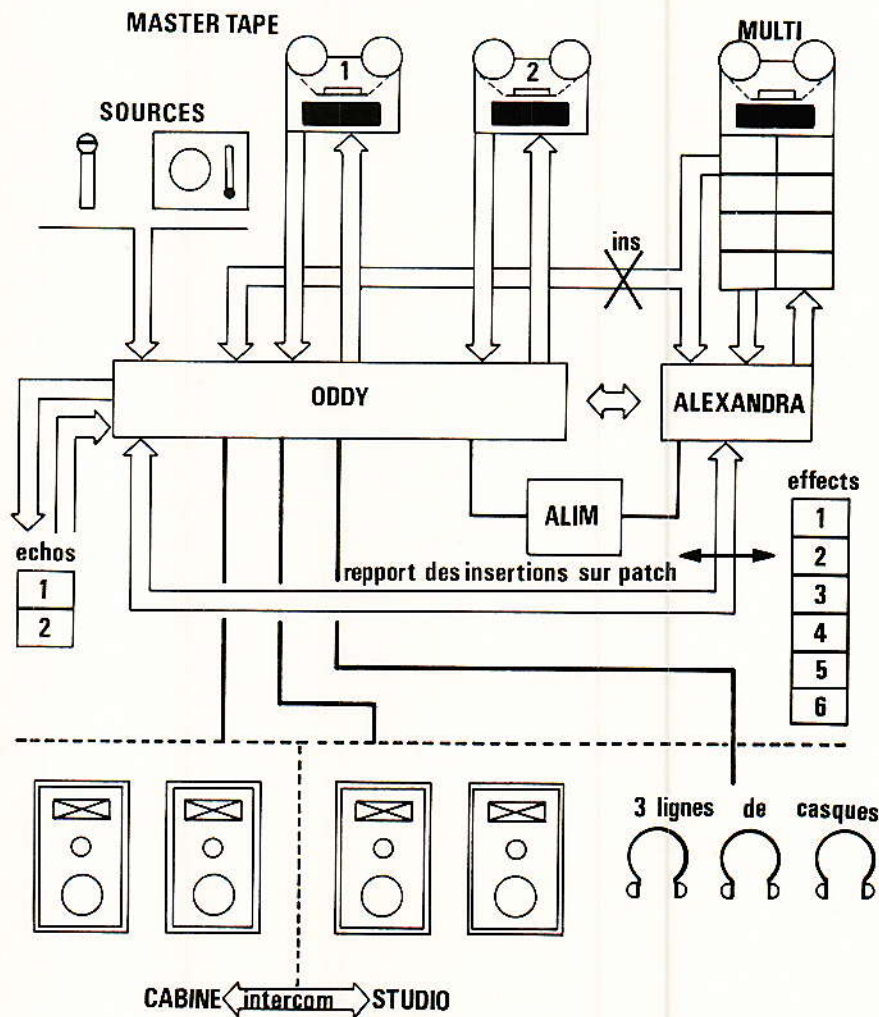 MASTER TAPE
MULTI
1
2
SOURCES
ins
ODDY
ALEXANDRA
effects
1
2
3
4
5
6
ALIM
echos
1
2
repport des insertions sur patch
3 lignes de casques
CABINE intercom STUDIO